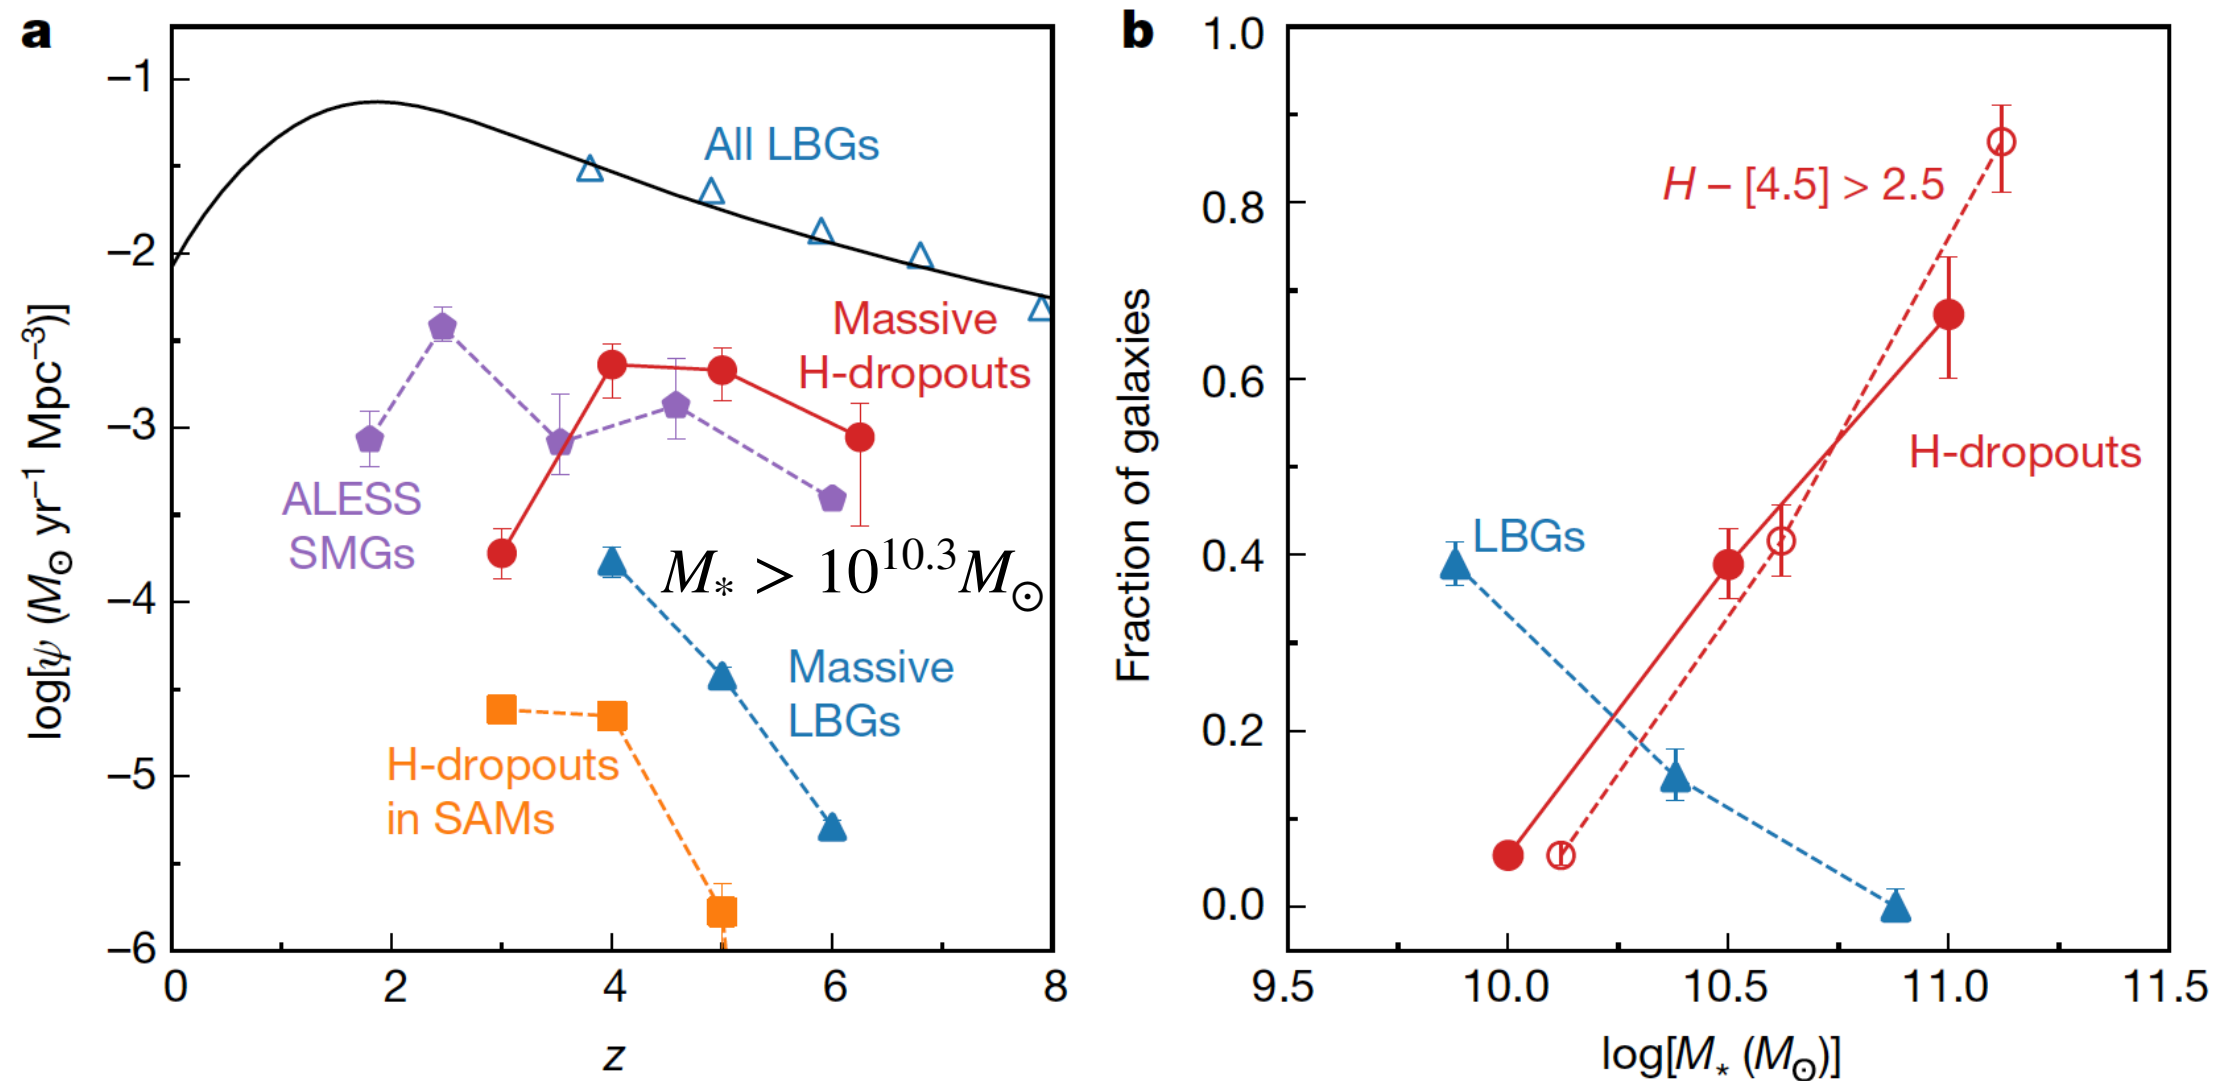 a
−1
−2
−3
−4
−5
−6
log[ψ (M⊙ yr⁻¹ Mpc⁻³)]
All LBGs
Massive
H-dropouts
ALESS
SMGs
M* > 10^10.3 M⊙
Massive
LBGs
H-dropouts
in SAMs
0 2 4 6 8
z
b
1.0
0.8
0.6
0.4
0.2
0.0
Fraction of galaxies
H − [4.5] > 2.5
H-dropouts
LBGs
9.5 10.0 10.5 11.0 11.5
log[M* (M⊙)]